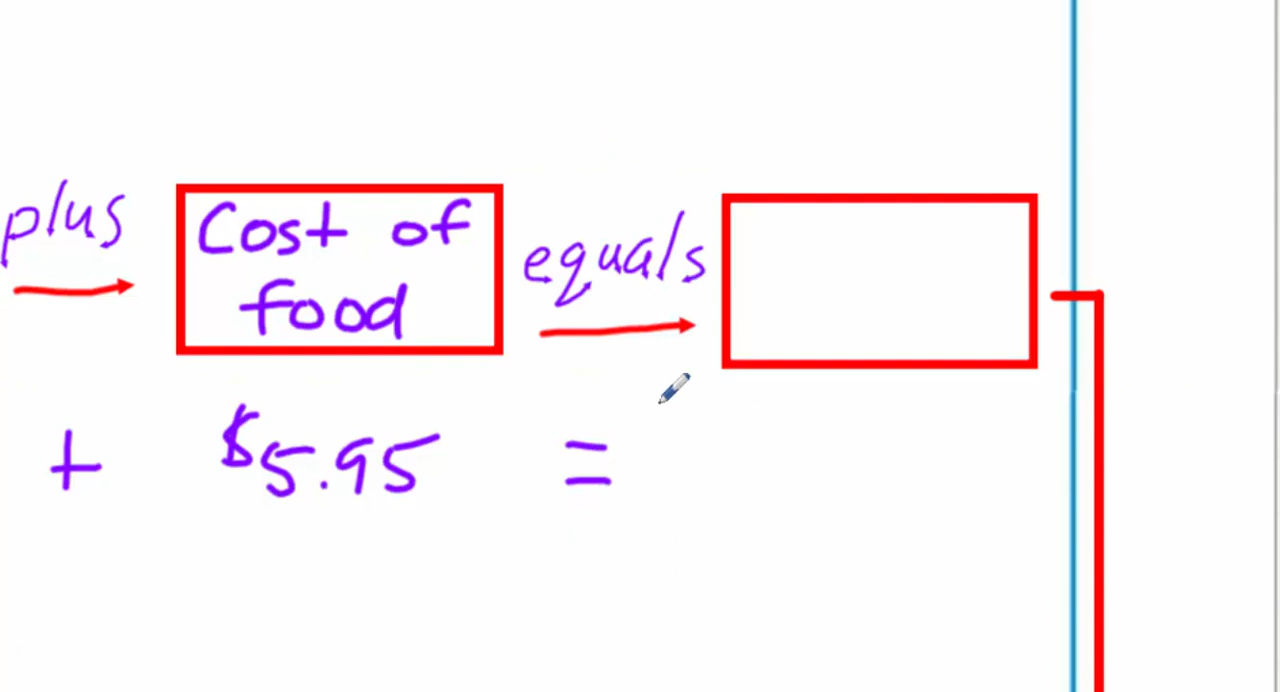 plus
Cost of
food
equals
+ $5.95 =